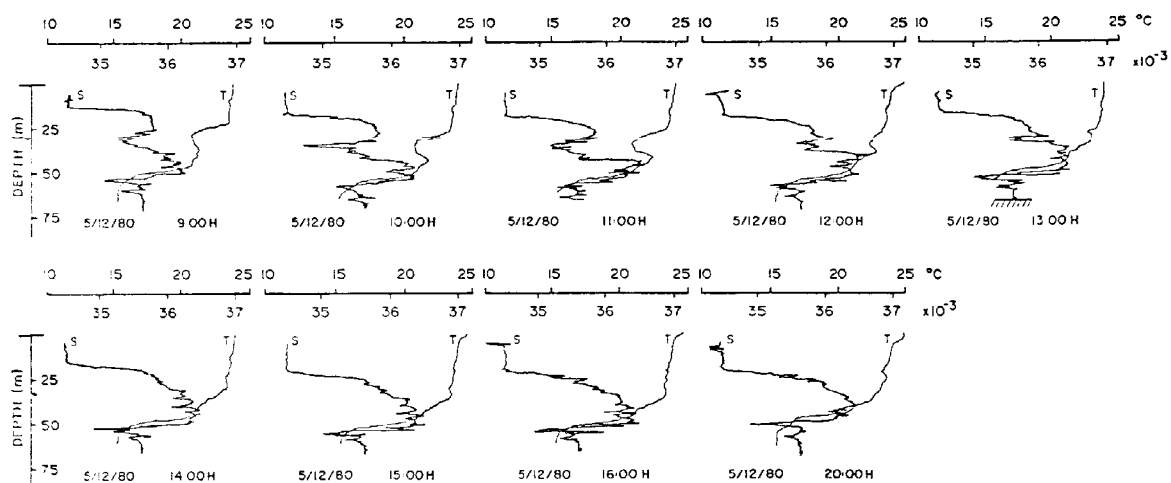 10 15 20 25 10 15 20 25 10 15 20 25 10 15 20 25 10 15 20 25 °C
35 36 37 35 36 37 35 36 37 35 36 37 35 36 37 x10⁻³
S T S T S T S T S T
25
50
75
DEPTH (m)
5/12/80 9:00H 5/12/80 10:00H 5/12/80 11:00H 5/12/80 12:00H 5/12/80 13:00H
10 15 20 25 10 15 20 25 10 15 20 25 10 15 20 25 °C
35 36 37 35 36 37 35 36 37 35 36 37 x10⁻³
S T S T S T S T
25
50
75
DEPTH (m)
5/12/80 14:00H 5/12/80 15:00H 5/12/80 16:00H 5/12/80 20:00H